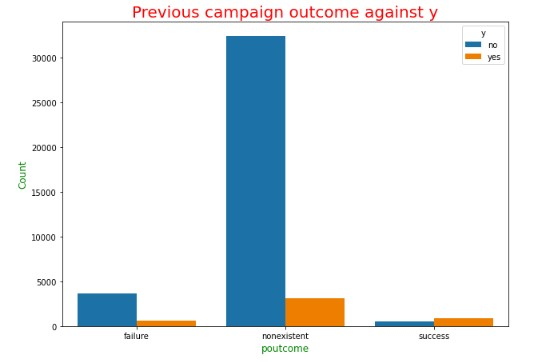 Previous campaign outcome against y
y
no
yes
30000
25000
20000
15000
10000
5000
0
Count
failure
nonexistent
success
poutcome